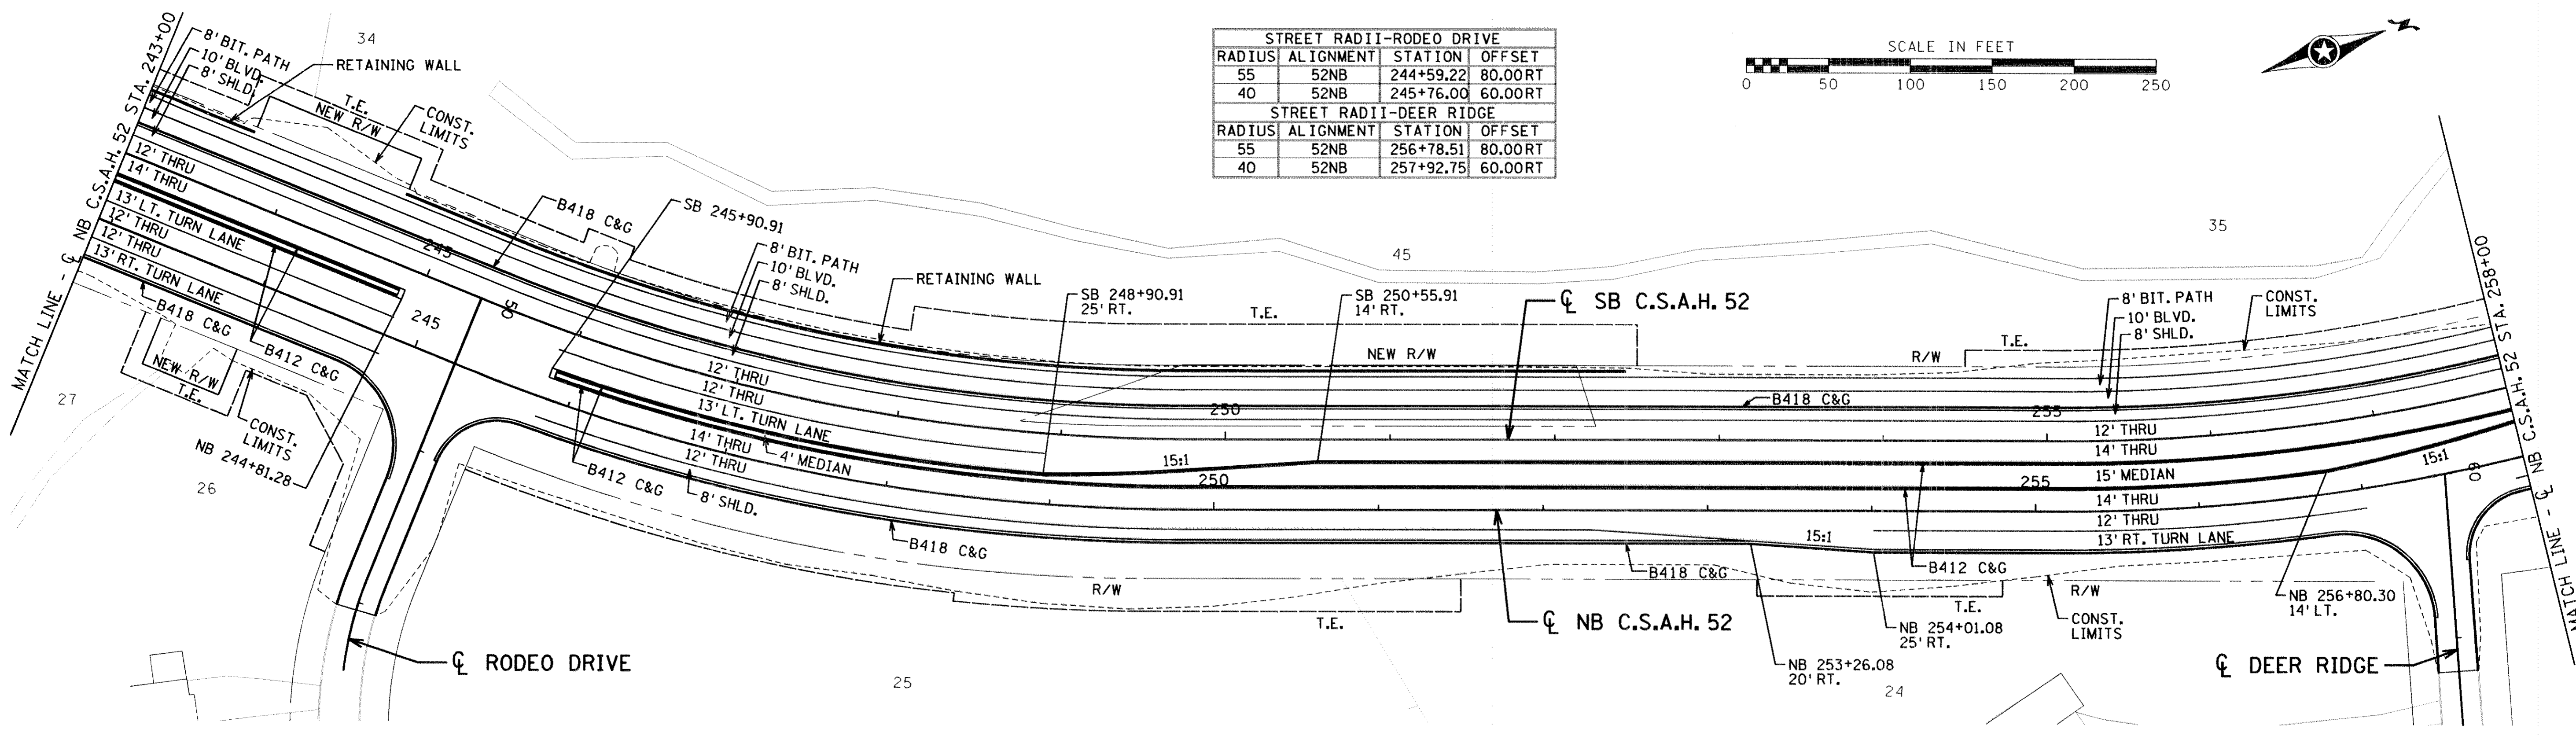 STREET RADII-RODEO DRIVE
RADIUS ALIGNMENT STATION OFFSET
55 52NB 244+59.22 80.00RT
40 52NB 245+76.00 60.00RT
STREET RADII-DEER RIDGE
RADIUS ALIGNMENT STATION OFFSET
55 52NB 256+78.51 80.00RT
40 52NB 257+92.75 60.00RT
SCALE IN FEET
0 50 100 150 200 250
Z
MATCH LINE - ℄ NB C.S.A.H. 52 STA. 243+00
8' BIT. PATH
10' BLVD.
8' SHLD.
34
RETAINING WALL
T.E.
NEW R/W
CONST.
LIMITS
12' THRU
14' THRU
13' LT. TURN LANE
12' THRU
12' THRU
13' RT. TURN LANE
B418 C&G
B412 C&G
NEW R/W
T.E.
CONST.
LIMITS
NB 244+81.28
27
26
245
245
50
B418 C&G
SB 245+90.91
8' BIT. PATH
10' BLVD.
8' SHLD.
RETAINING WALL
12' THRU
12' THRU
13' LT. TURN LANE
14' THRU
12' THRU
4' MEDIAN
B412 C&G
8' SHLD.
B418 C&G
℄ RODEO DRIVE
25
SB 248+90.91
25' RT.
T.E.
SB 250+55.91
14' RT.
45
℄ SB C.S.A.H. 52
NEW R/W
R/W
T.E.
35
15:1
250
250
B418 C&G
255
255
8' BIT. PATH
10' BLVD.
8' SHLD.
CONST.
LIMITS
12' THRU
14' THRU
15' MEDIAN
14' THRU
12' THRU
13' RT. TURN LANE
15:1
15:1
R/W
T.E.
℄ NB C.S.A.H. 52
B418 C&G
B412 C&G
NB 253+26.08
20' RT.
NB 254+01.08
25' RT.
T.E.
R/W
CONST.
LIMITS
24
NB 256+80.30
14' LT.
60
℄ DEER RIDGE
MATCH LINE - ℄ NB C.S.A.H. 52 STA. 258+00